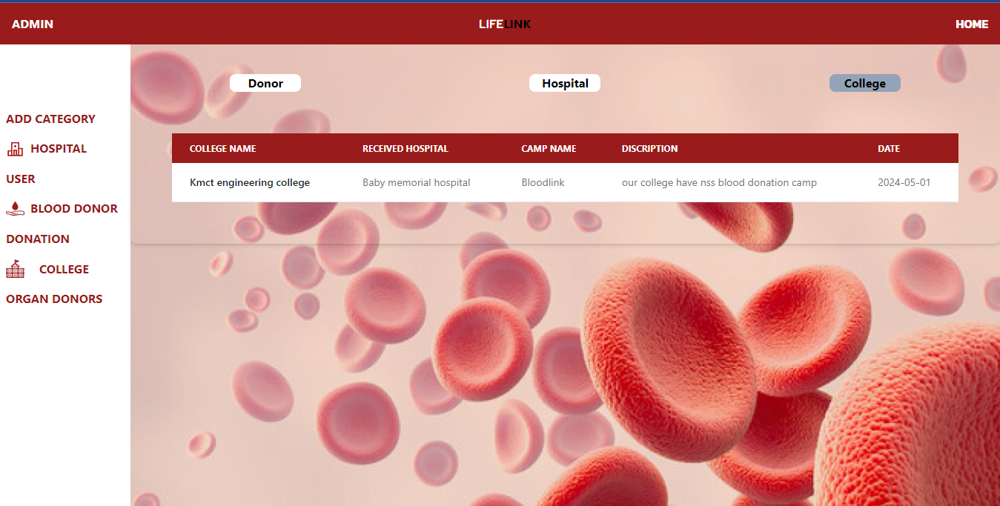 ADMIN LIFELINK HOME
Donor Hospital College
ADD CATEGORY
HOSPITAL
USER
BLOOD DONOR
DONATION
COLLEGE
ORGAN DONORS
COLLEGE NAME RECEIVED HOSPITAL CAMP NAME DISCRIPTION DATE
Kmct engineering college Baby memorial hospital Bloodlink our college have nss blood donation camp 2024-05-01